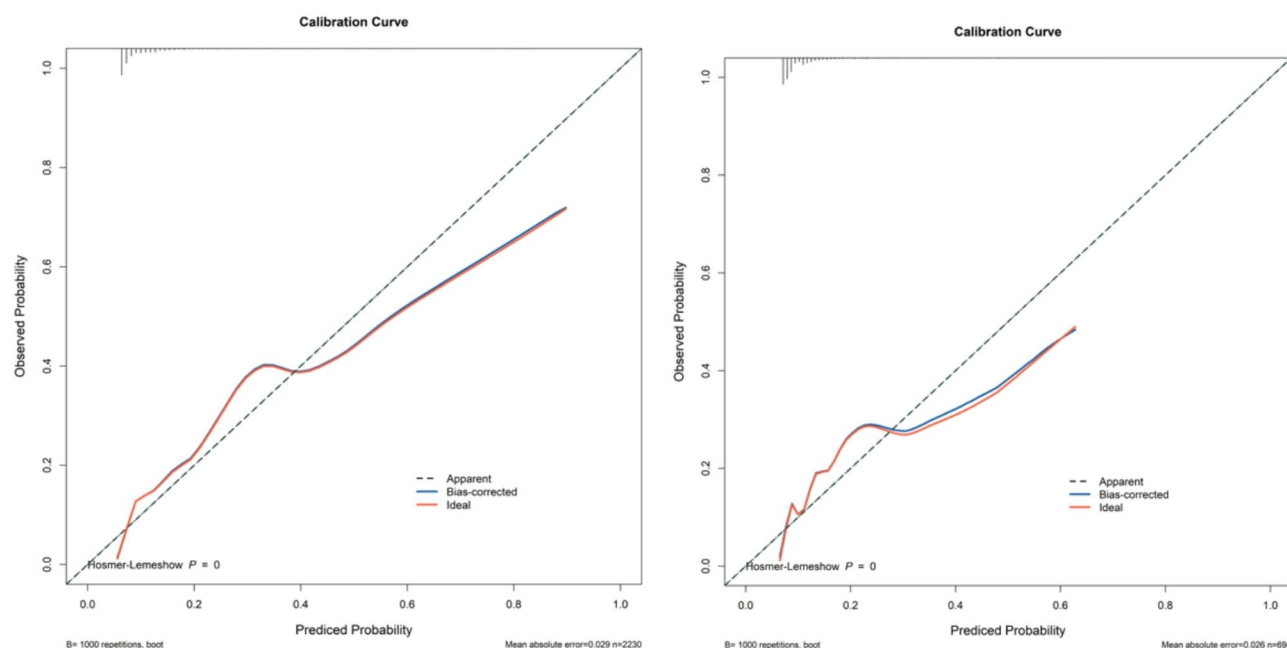 Calibration Curve
Observed Probability
1.0
0.8
0.6
0.4
0.2
0.0
Apparent
Bias-corrected
Ideal
Hosmer-Lemeshow P = 0
0.0 0.2 0.4 0.6 0.8 1.0
Prediced Probability
B= 1000 repetitions, boot
Mean absolute error=0.029 n=2230
Calibration Curve
Observed Probability
1.0
0.8
0.6
0.4
0.2
0.0
Apparent
Bias-corrected
Ideal
Hosmer-Lemeshow P = 0
0.0 0.2 0.4 0.6 0.8 1.0
Prediced Probability
B= 1000 repetitions, boot
Mean absolute error=0.026